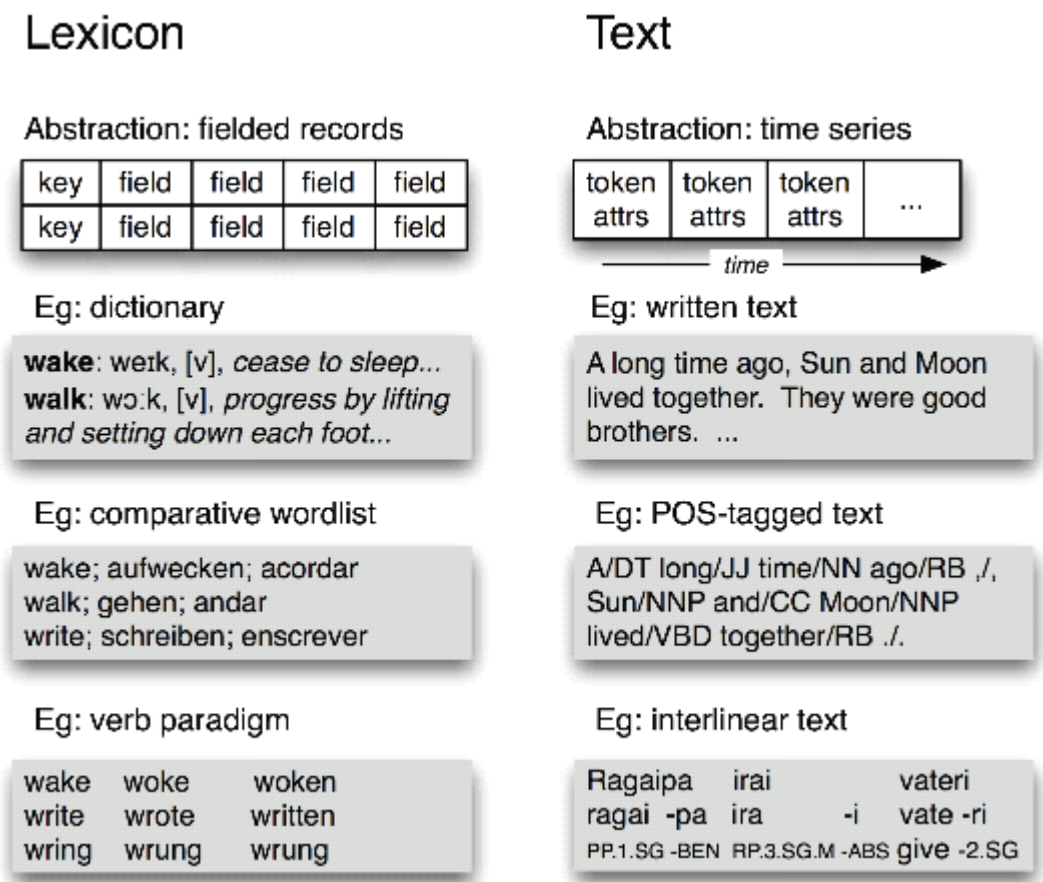 Lexicon
Abstraction: fielded records
key field field field field
key field field field field
Eg: dictionary
wake: weɪk, [v], cease to sleep...
walk: wɔːk, [v], progress by lifting
and setting down each foot...
Eg: comparative wordlist
wake; aufwecken; acordar
walk; gehen; andar
write; schreiben; enscrever
Eg: verb paradigm
wake woke woken
write wrote written
wring wrung wrung
Text
Abstraction: time series
token token token
attrs attrs attrs ...
time
Eg: written text
A long time ago, Sun and Moon
lived together. They were good
brothers. ...
Eg: POS-tagged text
A/DT long/JJ time/NN ago/RB ,/,
Sun/NNP and/CC Moon/NNP
lived/VBD together/RB ./.
Eg: interlinear text
Ragaipa irai vateri
ragai -pa ira -i vate -ri
PP.1.SG -BEN RP.3.SG.M -ABS give -2.SG